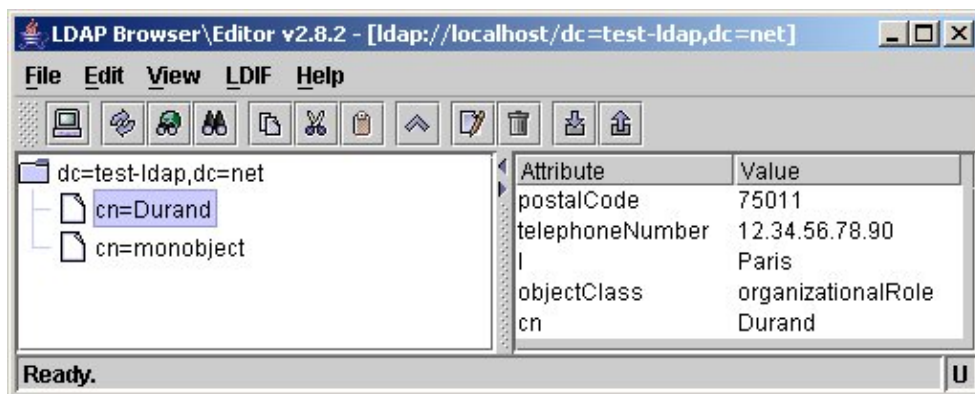 LDAP Browser\Editor v2.8.2 - [ldap://localhost/dc=test-ldap,dc=net]
File Edit View LDIF Help
dc=test-ldap,dc=net
cn=Durand
cn=monobject
Attribute Value
postalCode 75011
telephoneNumber 12.34.56.78.90
l Paris
objectClass organizationalRole
cn Durand
Ready. U